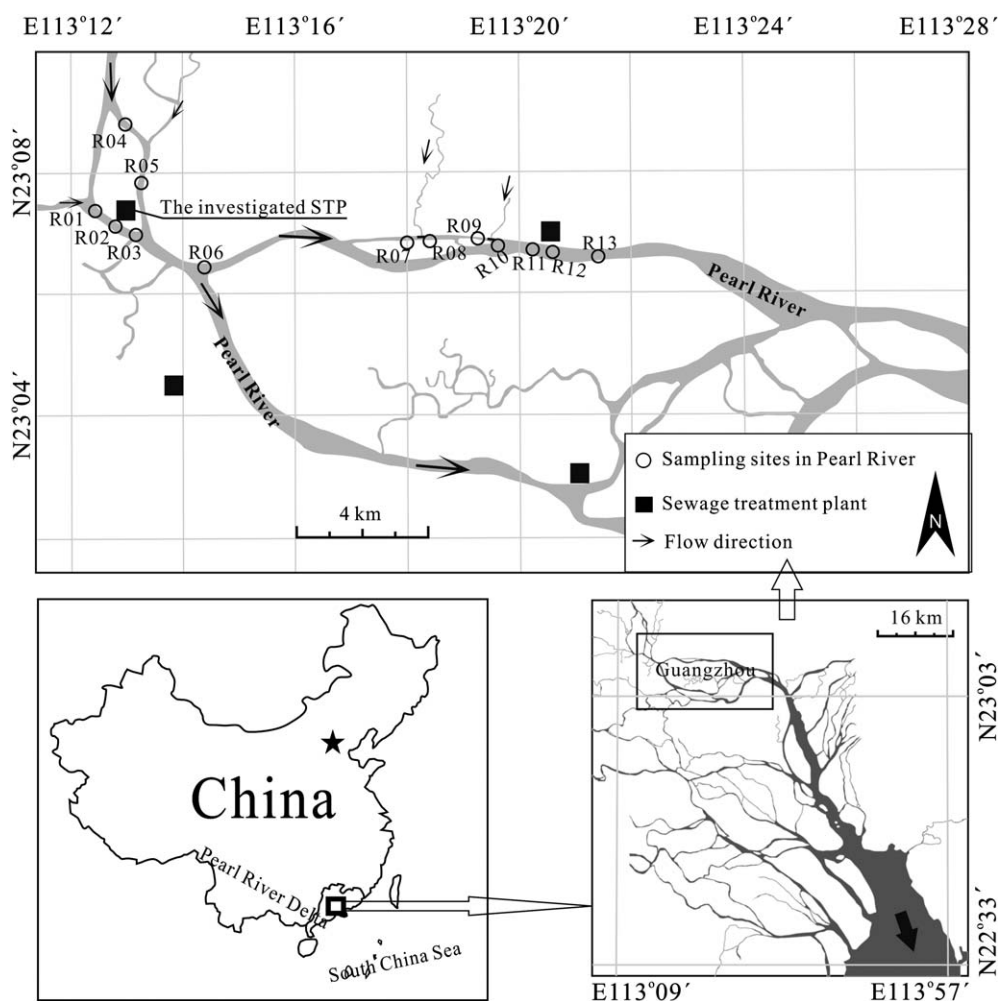 E113°12´ E113°16´ E113°20´ E113°24´ E113°28´
N23°08´
N23°04´
R04
R05
R01
The investigated STP
R02
R03
R06
R07
R08
R09
R10
R11
R12
R13
Pearl River
Pearl River
4 km
Sampling sites in Pearl River
Sewage treatment plant
Flow direction
N
China
Pearl River Delta
South China Sea
16 km
Guangzhou
N23°03´
N22°33´
E113°09´ E113°57´